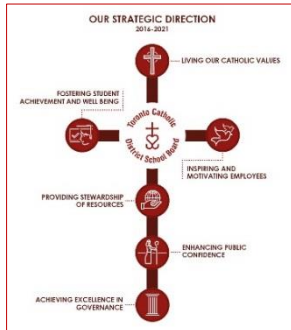 OUR STRATEGIC DIRECTION
2016-2021
LIVING OUR CATHOLIC VALUES
FOSTERING STUDENT
ACHIEVEMENT AND WELL BEING
Toronto Catholic
District School Board
INSPIRING AND
MOTIVATING EMPLOYEES
PROVIDING STEWARDSHIP
OF RESOURCES
ENHANCING PUBLIC
CONFIDENCE
ACHIEVING EXCELLENCE IN
GOVERNANCE